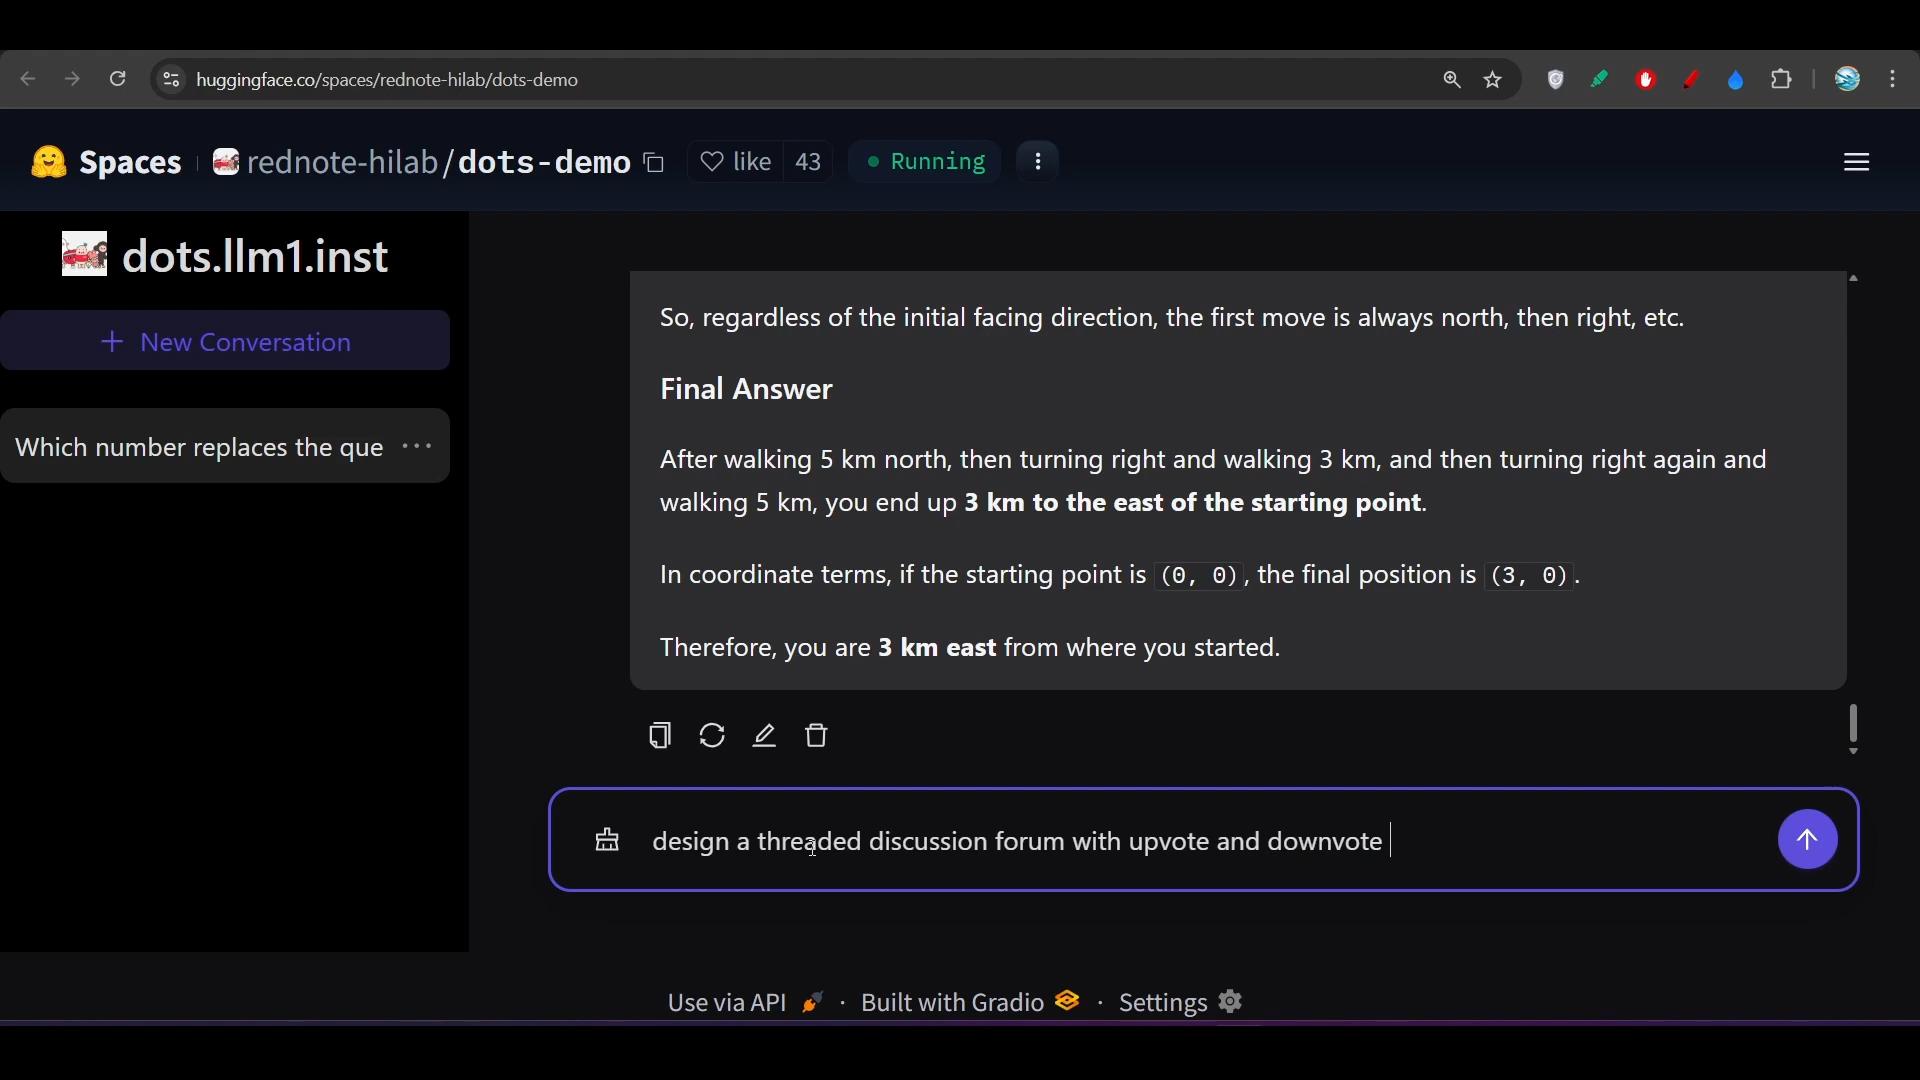 huggingface.co/spaces/rednote-hilab/dots-demo
Spaces rednote-hilab/dots-demo like 43 Running
dots.llm1.inst
+ New Conversation
Which number replaces the que ...
So, regardless of the initial facing direction, the first move is always north, then right, etc.
Final Answer
After walking 5 km north, then turning right and walking 3 km, and then turning right again and
walking 5 km, you end up 3 km to the east of the starting point.
In coordinate terms, if the starting point is (0, 0), the final position is (3, 0).
Therefore, you are 3 km east from where you started.
design a threaded discussion forum with upvote and downvote
Use via API · Built with Gradio · Settings